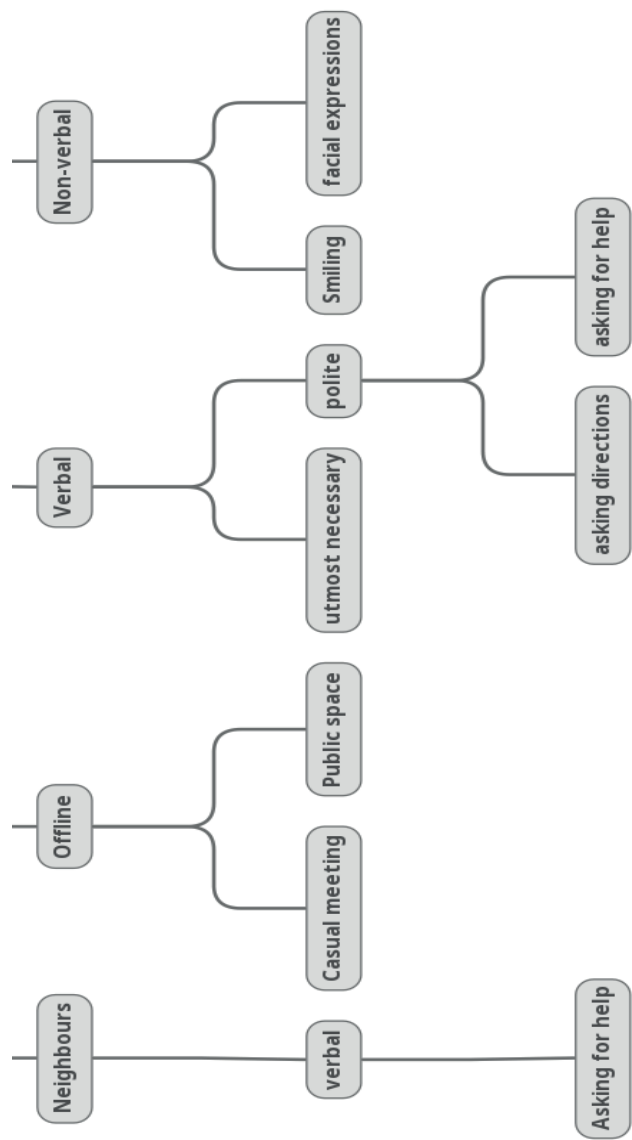 Non-verbal
facial expressions
Smiling
Verbal
polite
asking for help
asking directions
utmost necessary
Offline
Public space
Casual meeting
Neighbours
verbal
Asking for help